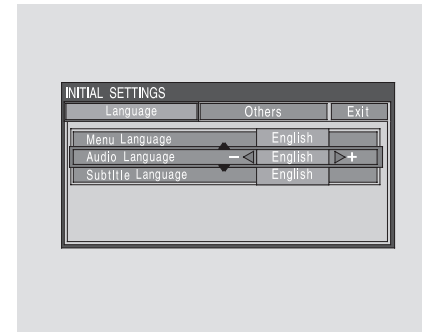 INITIAL SETTINGS
Language Others Exit
Menu Language English
Audio Language − English +
Subtitle Language English